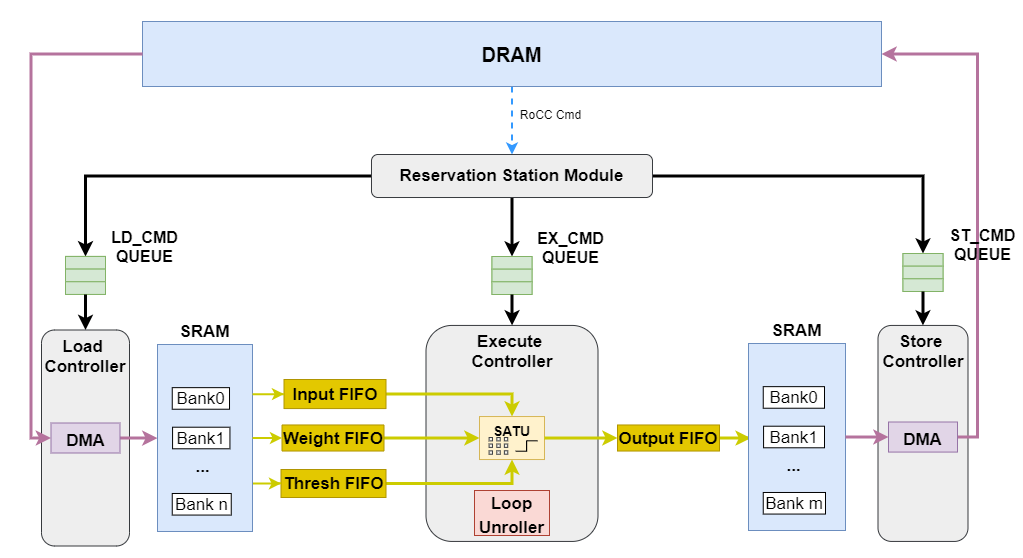 DRAM
RoCC Cmd
Reservation Station Module
LD_CMD
QUEUE
EX_CMD
QUEUE
ST_CMD
QUEUE
Load
Controller
DMA
SRAM
Bank0
Bank1
...
Bank n
Input FIFO
Weight FIFO
Thresh FIFO
Execute
Controller
SATU
Loop
Unroller
Output FIFO
SRAM
Bank0
Bank1
...
Bank m
Store
Controller
DMA